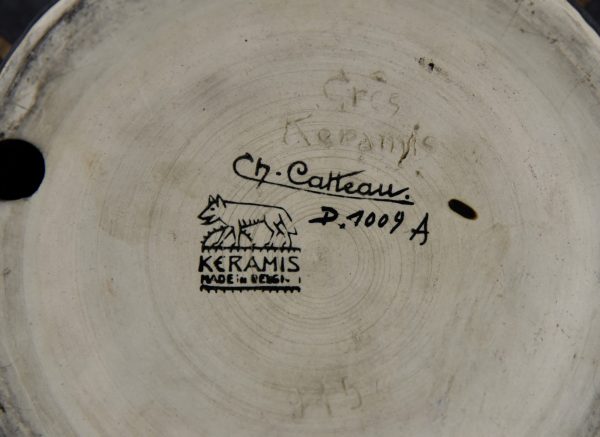 Grès
Keramis
Ch. Catteau.
D. 1009 A
KERAMIS
MADE in BELGI